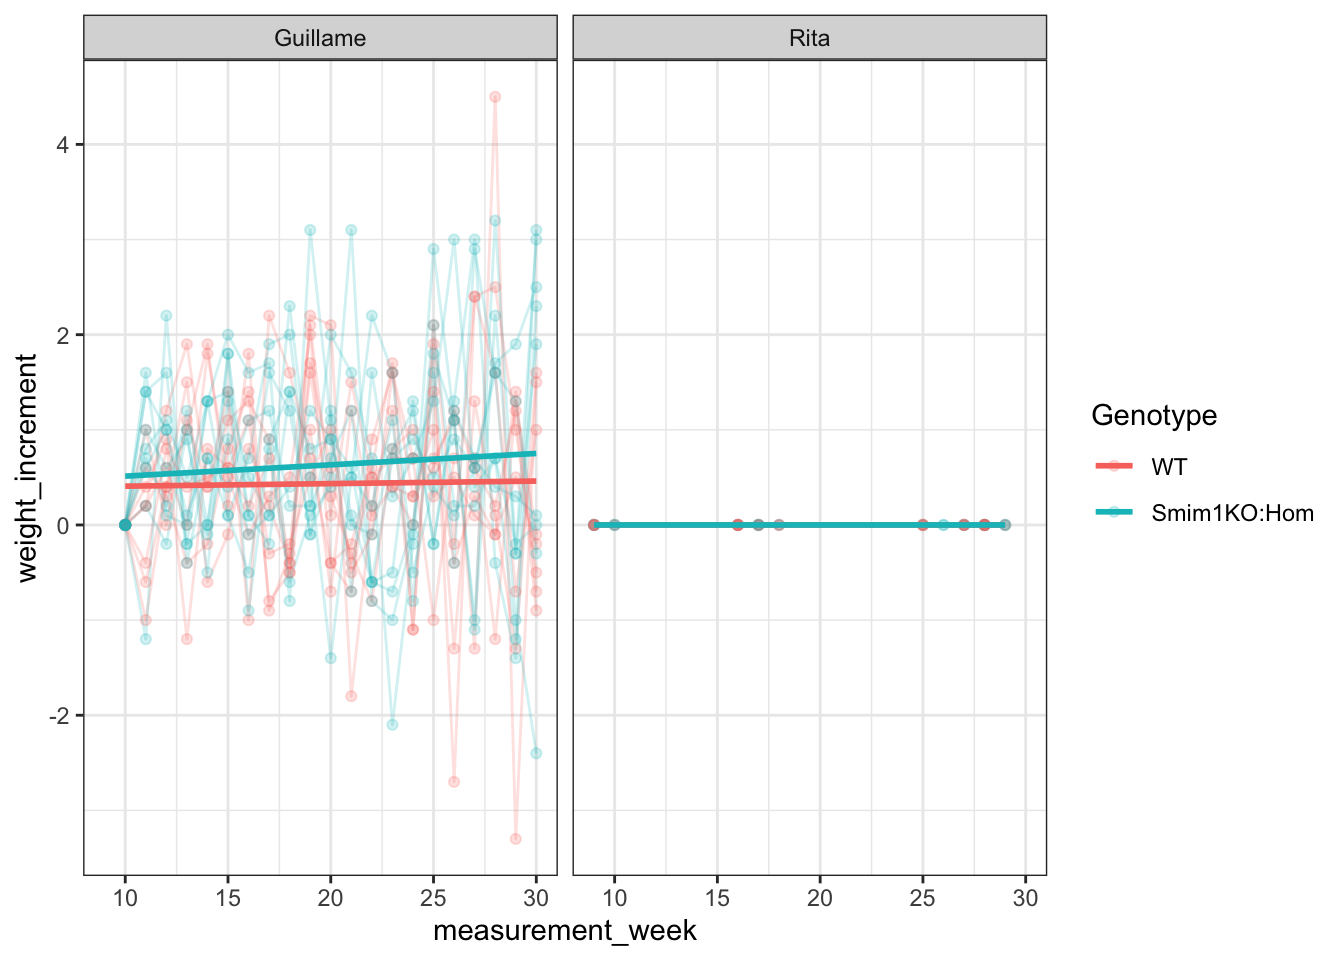 Guillame
Rita
weight_increment
4
2
0
-2
10 15 20 25 30
10 15 20 25 30
measurement_week
Genotype
WT
Smim1KO:Hom